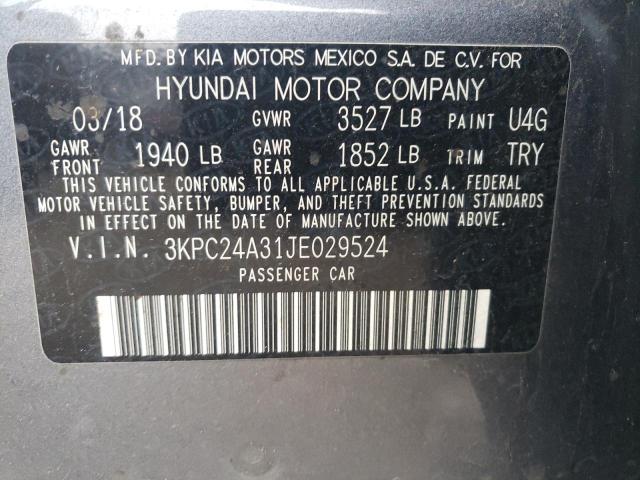 MFD. BY KIA MOTORS MEXICO S.A. DE C.V. FOR
HYUNDAI MOTOR COMPANY
03/18 GVWR 3527 LB PAINT U4G
GAWR FRONT 1940 LB GAWR REAR 1852 LB TRIM TRY
THIS VEHICLE CONFORMS TO ALL APPLICABLE U.S.A. FEDERAL
MOTOR VEHICLE SAFETY, BUMPER, AND THEFT PREVENTION STANDARDS
IN EFFECT ON THE DATE OF MANUFACTURE SHOWN ABOVE.
V.I.N. 3KPC24A31JE029524
PASSENGER CAR